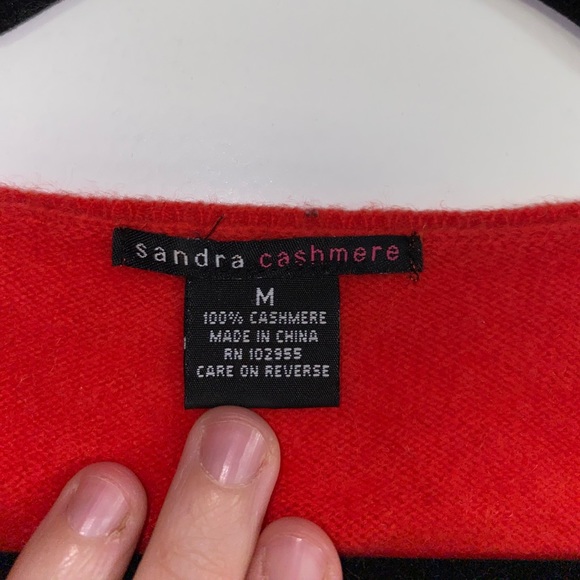 sandra cashmere
M
100% CASHMERE
MADE IN CHINA
RN 102955
CARE ON REVERSE